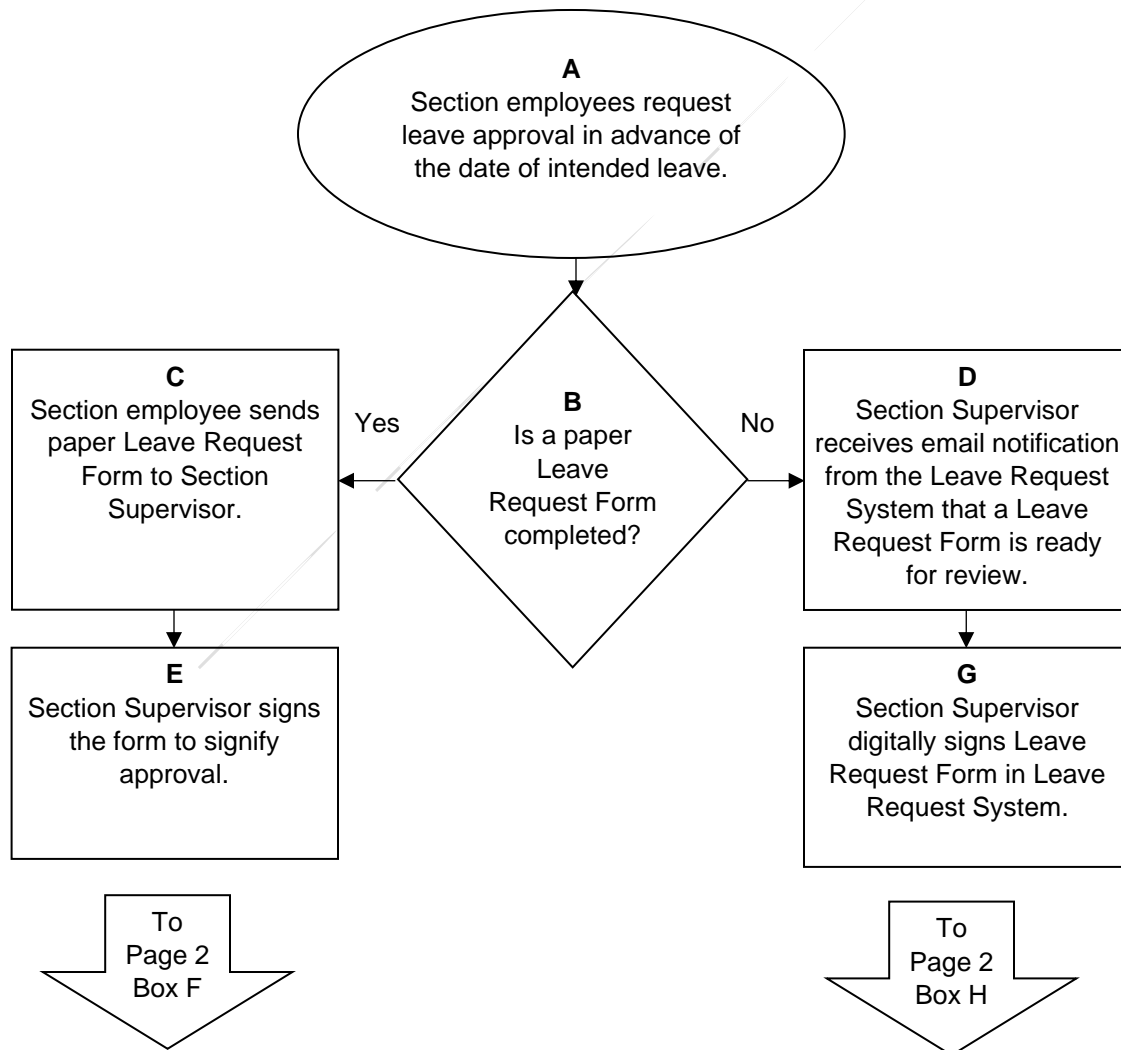 A
Section employees request
leave approval in advance of
the date of intended leave.
B
Is a paper
Leave
Request Form
completed?
Yes
No
C
Section employee sends
paper Leave Request
Form to Section
Supervisor.
D
Section Supervisor
receives email notification
from the Leave Request
System that a Leave
Request Form is ready
for review.
E
Section Supervisor signs
the form to signify
approval.
G
Section Supervisor
digitally signs Leave
Request Form in Leave
Request System.
To
Page 2
Box F
To
Page 2
Box H